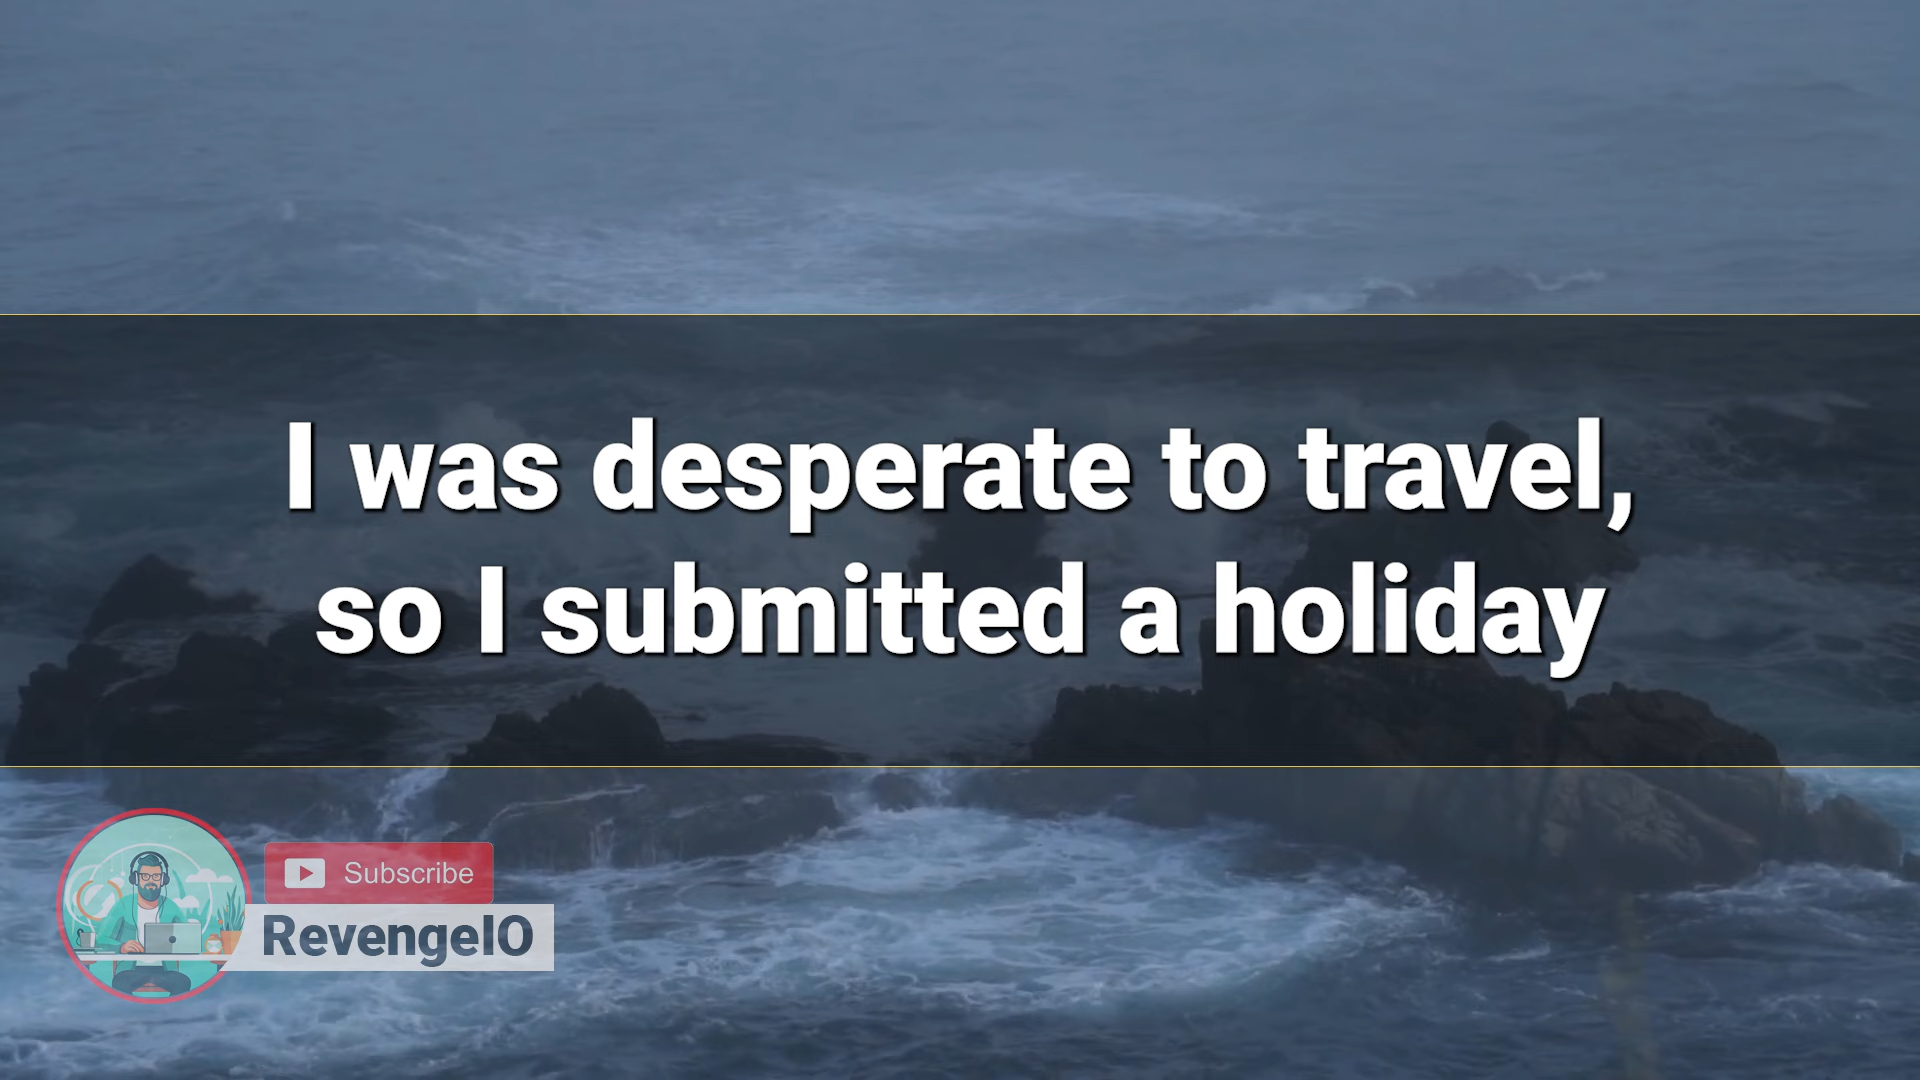 I was desperate to travel,
so I submitted a holiday
Subscribe
RevengeIO